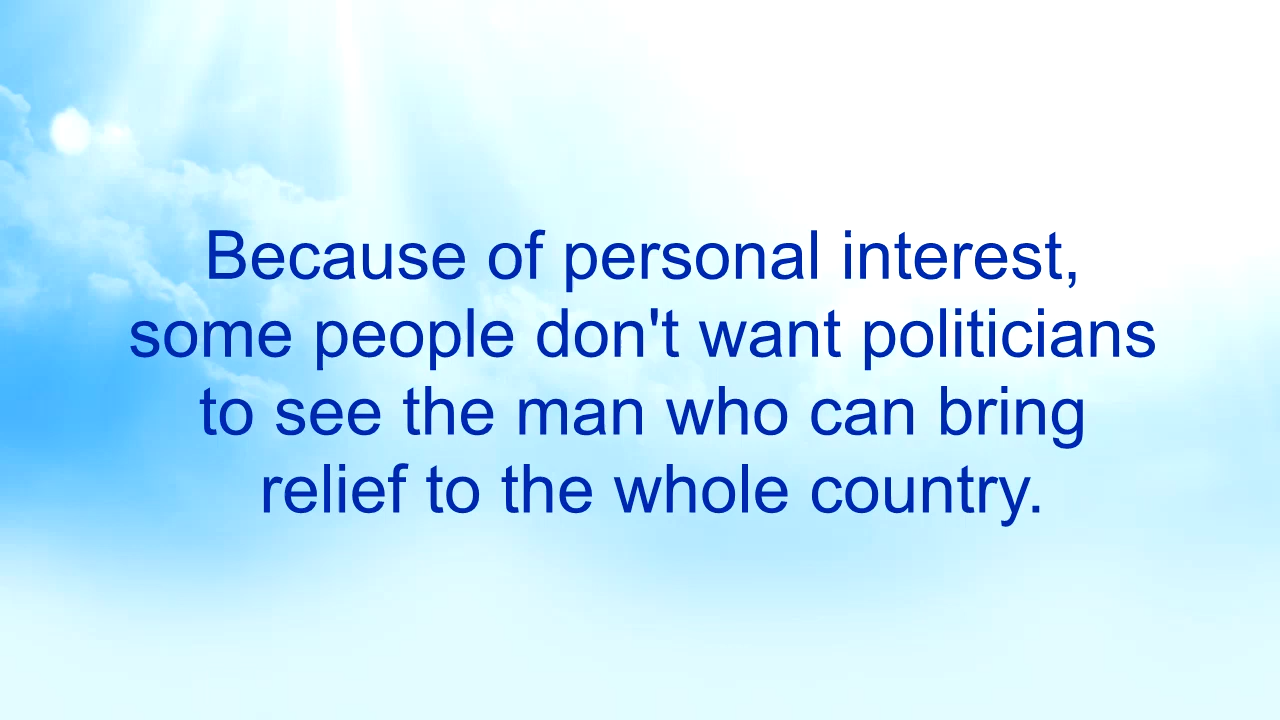 Because of personal interest,
some people don't want politicians
to see the man who can bring
relief to the whole country.